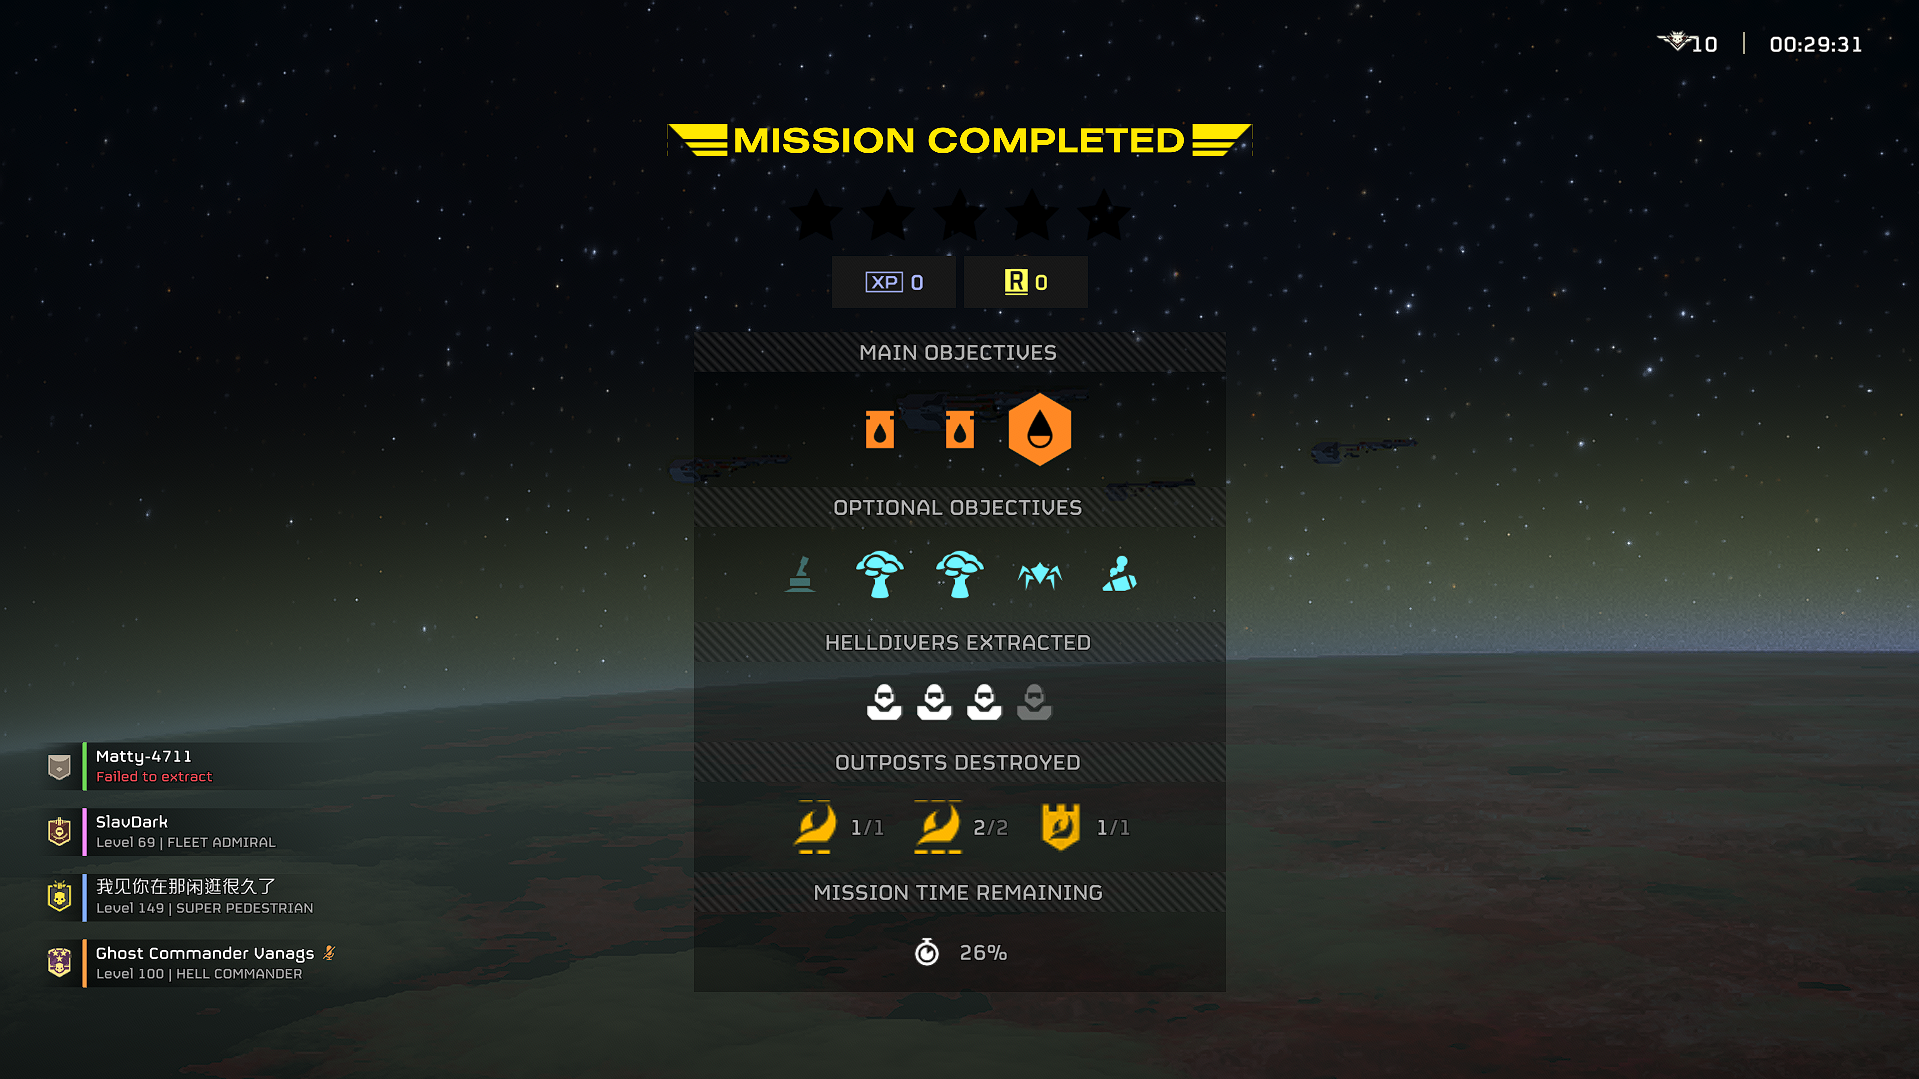 10 | 00:29:31
MISSION COMPLETED
XP 0
R 0
MAIN OBJECTIVES
OPTIONAL OBJECTIVES
HELLDIVERS EXTRACTED
OUTPOSTS DESTROYED
1/1 2/2 1/1
MISSION TIME REMAINING
26%
Matty-4711
Failed to extract
SlavDark
Level 69 | FLEET ADMIRAL
我见你在那闲逛很久了
Level 149 | SUPER PEDESTRIAN
Ghost Commander Vanags
Level 100 | HELL COMMANDER